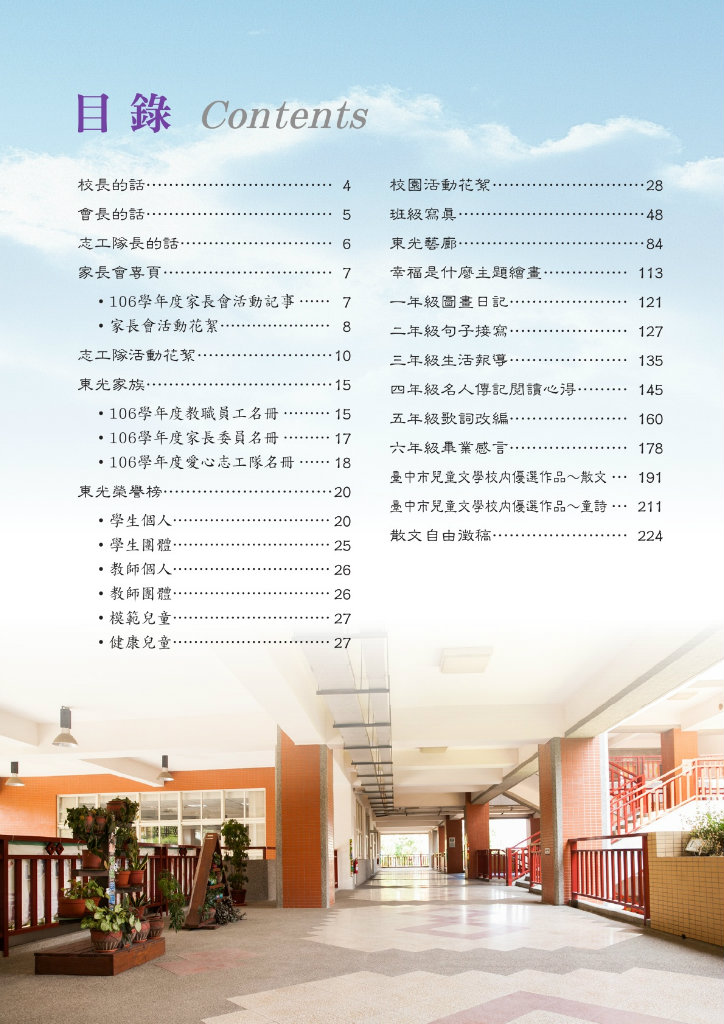 目錄 Contents
校長的話……………………………… 4
會長的話……………………………… 5
志工隊長的話………………………… 6
家長會專頁…………………………… 7
•106學年度家長會活動記事…… 7
•家長會活動花絮………………… 8
志工隊活動花絮………………………10
東光家族………………………………15
•106學年度教職員工名冊………15
•106學年度家長委員名冊………17
•106學年度愛心志工隊名冊……18
東光榮譽榜……………………………20
•學生個人…………………………20
•學生團體…………………………25
•教師個人…………………………26
•教師團體…………………………26
•模範兒童…………………………27
•健康兒童…………………………27
校園活動花絮…………………………28
班級寫真………………………………48
東光藝廊………………………………84
幸福是什麼主題繪畫…………… 113
一年級圖畫日記………………… 121
二年級句子接寫………………… 127
三年級生活報導………………… 135
四年級名人傳記閱讀心得……… 145
五年級歌詞改編………………… 160
六年級畢業感言………………… 178
臺中市兒童文學校內優選作品～散文… 191
臺中市兒童文學校內優選作品～童詩… 211
散文自由徵稿…………………… 224